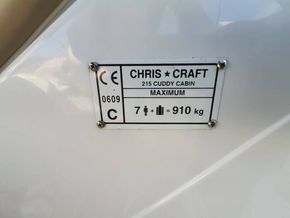 CE
0609
C
CHRIS★CRAFT
215 CUDDY CABIN
MAXIMUM
7 + = 910 kg